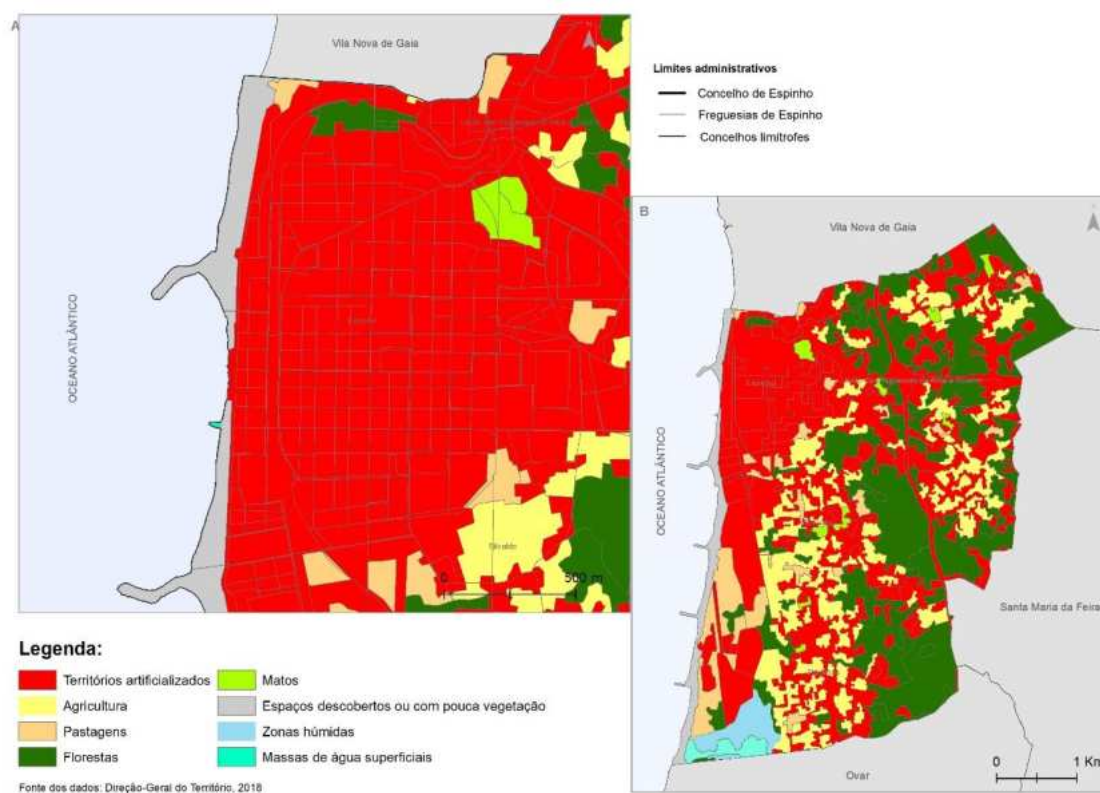 A
Vila Nova de Gaia
OCEANO ATLÂNTICO
Espinho
Silvalde
0 500 m
Limites administrativos
Concelho de Espinho
Freguesias de Espinho
Concelhos limítrofes
B
Vila Nova de Gaia
OCEANO ATLÂNTICO
Espinho
Santa Maria da Feira
Ovar
0 1 Km
Legenda:
Territórios artificializados
Agricultura
Pastagens
Florestas
Matos
Espaços descobertos ou com pouca vegetação
Zonas húmidas
Massas de água superficiais
Fonte dos dados: Direção-Geral do Território, 2018